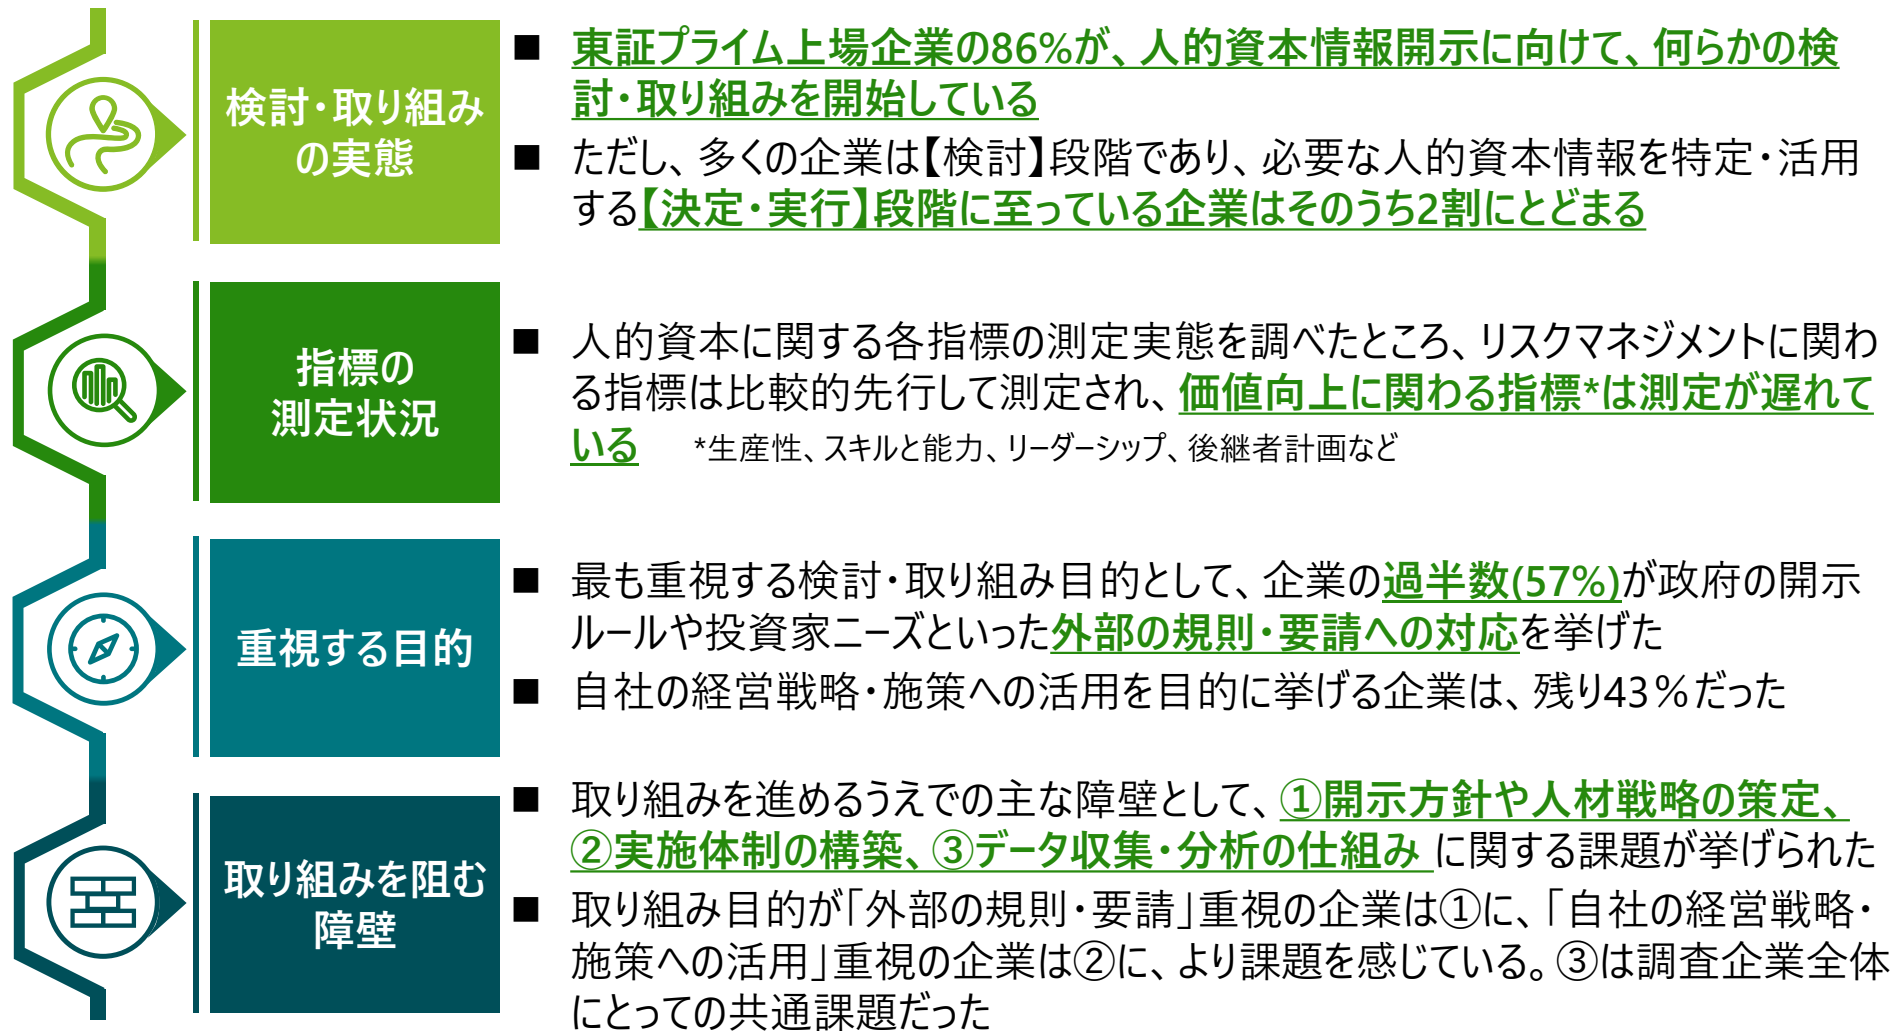 検討・取り組み
の実態
■ 東証プライム上場企業の86%が、人的資本情報開示に向けて、何らかの検
討・取り組みを開始している
■ ただし、多くの企業は【検討】段階であり、必要な人的資本情報を特定・活用
する【決定・実行】段階に至っている企業はそのうち2割にとどまる
指標の
測定状況
■ 人的資本に関する各指標の測定実態を調べたところ、リスクマネジメントに関わ
る指標は比較的先行して測定され、価値向上に関わる指標*は測定が遅れて
いる *生産性、スキルと能力、リーダーシップ、後継者計画など
重視する目的
■ 最も重視する検討・取り組み目的として、企業の過半数(57%)が政府の開示
ルールや投資家ニーズといった外部の規則・要請への対応を挙げた
■ 自社の経営戦略・施策への活用を目的に挙げる企業は、残り43%だった
取り組みを阻む
障壁
■ 取り組みを進めるうえでの主な障壁として、①開示方針や人材戦略の策定、
②実施体制の構築、③データ収集・分析の仕組み に関する課題が挙げられた
■ 取り組み目的が「外部の規則・要請」重視の企業は①に、「自社の経営戦略・
施策への活用」重視の企業は②に、より課題を感じている。③は調査企業全体
にとっての共通課題だった